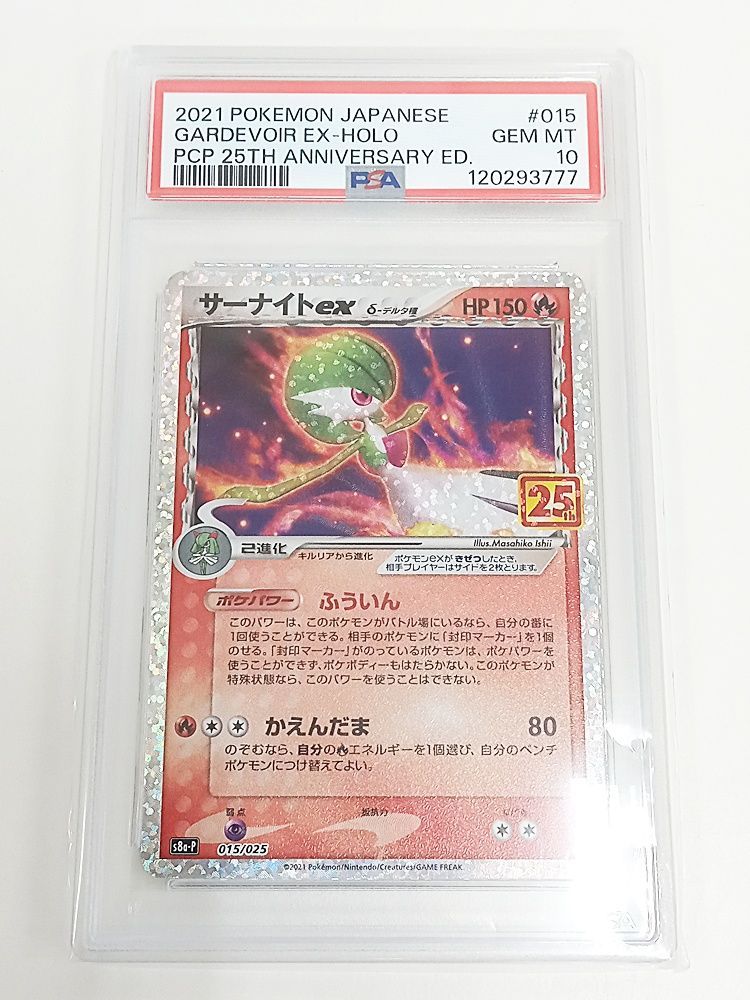 2021 POKEMON JAPANESE #015
GARDEVOIR EX-HOLO GEM MT
PCP 25TH ANNIVERSARY ED. 10
PSA 120293777
サーナイトex δ-デルタ種 HP150
25th
2進化
キルリアから進化
Illus.Masahiko Ishii
ポケモンexがきぜつしたとき、
相手プレイヤーはサイドを2枚とります。
ポケパワー ふういん
このパワーは、このポケモンがバトル場にいるなら、自分の番に
1回使うことができる。相手のポケモンに「封印マーカー」を1個
のせる。「封印マーカー」がのっているポケモンは、ポケパワーを
使うことができず、ポケボディーもはたらかない。このポケモンが
特殊状態なら、このパワーを使うことはできない。
かえんだま 80
のぞむなら、自分のエネルギーを1個選び、自分のベンチ
ポケモンにつけ替えてよい。
弱点 抵抗力 にげる
s8a-P 015/025
©2021 Pokémon/Nintendo/Creatures/GAME FREAK.